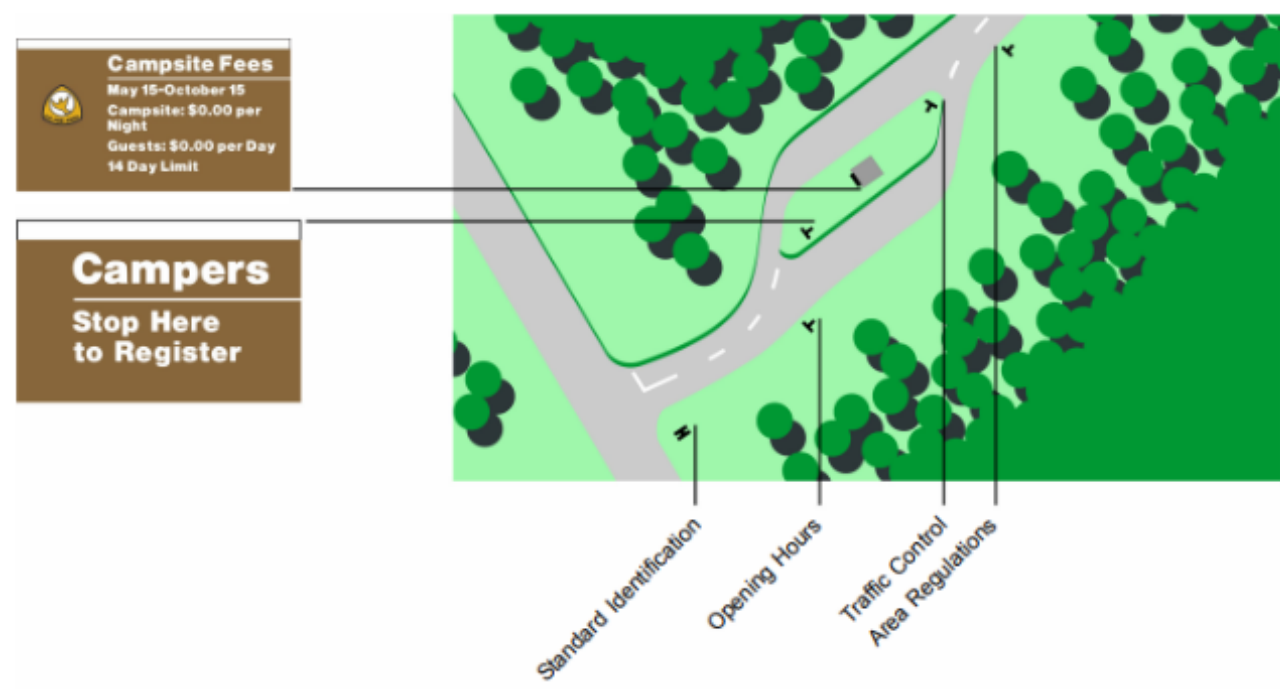 Campsite Fees
May 15-October 15
Campsite: $0.00 per
Night
Guests: $0.00 per Day
14 Day Limit
Campers
Stop Here
to Register
Standard Identification
Opening Hours
Traffic Control
Area Regulations